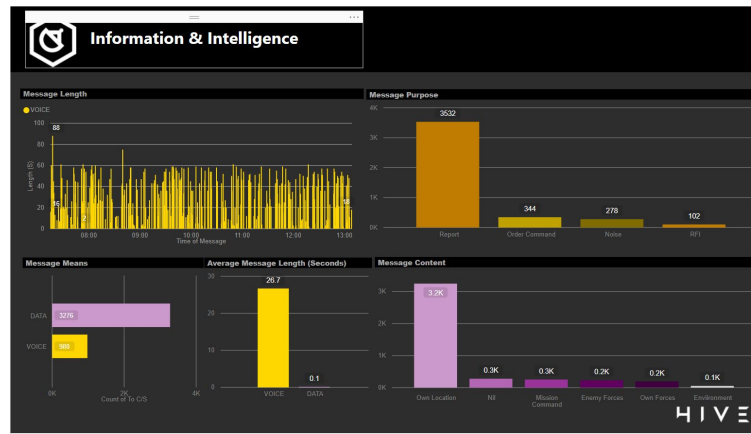 Information & Intelligence
Message Length
VOICE
100
88
80
60
Length (S)
40
20
16
2
18
0
08:00 09:00 10:00 11:00 12:00 13:00
Time of Message
Message Purpose
4K
3532
3K
2K
1K
344
278
102
0K
Report Order Command Noise RFI
Message Means
DATA 3276
VOICE 980
0K 2K 4K
Count of To C/S
Average Message Length (Seconds)
30
26.7
20
10
0.1
0
VOICE DATA
Message Content
3K
3.2K
2K
1K
0.3K 0.3K 0.2K 0.2K 0.1K
0K
Own Location Nil Mission Command Enemy Forces Own Forces Environment
HIVE